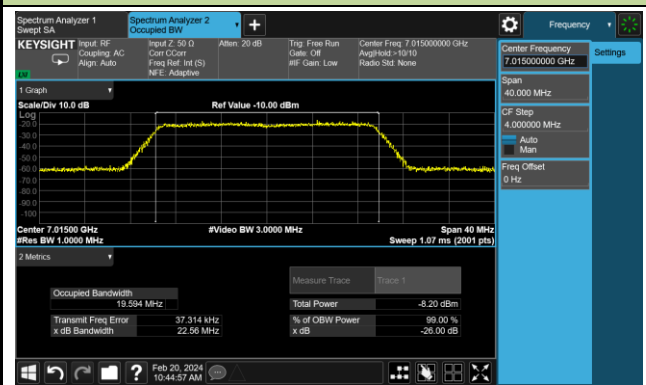 Spectrum Analyzer 1
Swept SA
Spectrum Analyzer 2
Occupied BW
Frequency
KEYSIGHT
Input: RF
Coupling: AC
Align: Auto
Input Z: 50 Ω
Corr CCorr
Freq Ref: Int (S)
NFE: Adaptive
Atten: 20 dB
Trig: Free Run
Gate: Off
#IF Gain: Low
Center Freq: 7.015000000 GHz
Avg|Hold:>10/10
Radio Std: None
Center Frequency
7.015000000 GHz
Settings
Span
40.000 MHz
CF Step
4.000000 MHz
Auto
Man
Freq Offset
0 Hz
1 Graph
Scale/Div 10.0 dB
Ref Value -10.00 dBm
Log
-20.0
-30.0
-40.0
-50.0
-60.0
-70.0
-80.0
-90.0
-100
Center 7.01500 GHz
#Video BW 3.0000 MHz
Span 40 MHz
#Res BW 1.0000 MHz
Sweep 1.07 ms (2001 pts)
2 Metrics
Measure Trace
Trace 1
Occupied Bandwidth
19.594 MHz
Total Power
-8.20 dBm
Transmit Freq Error
37.314 kHz
% of OBW Power
99.00 %
x dB Bandwidth
22.56 MHz
x dB
-26.00 dB
Feb 20, 2024
10:44:57 AM